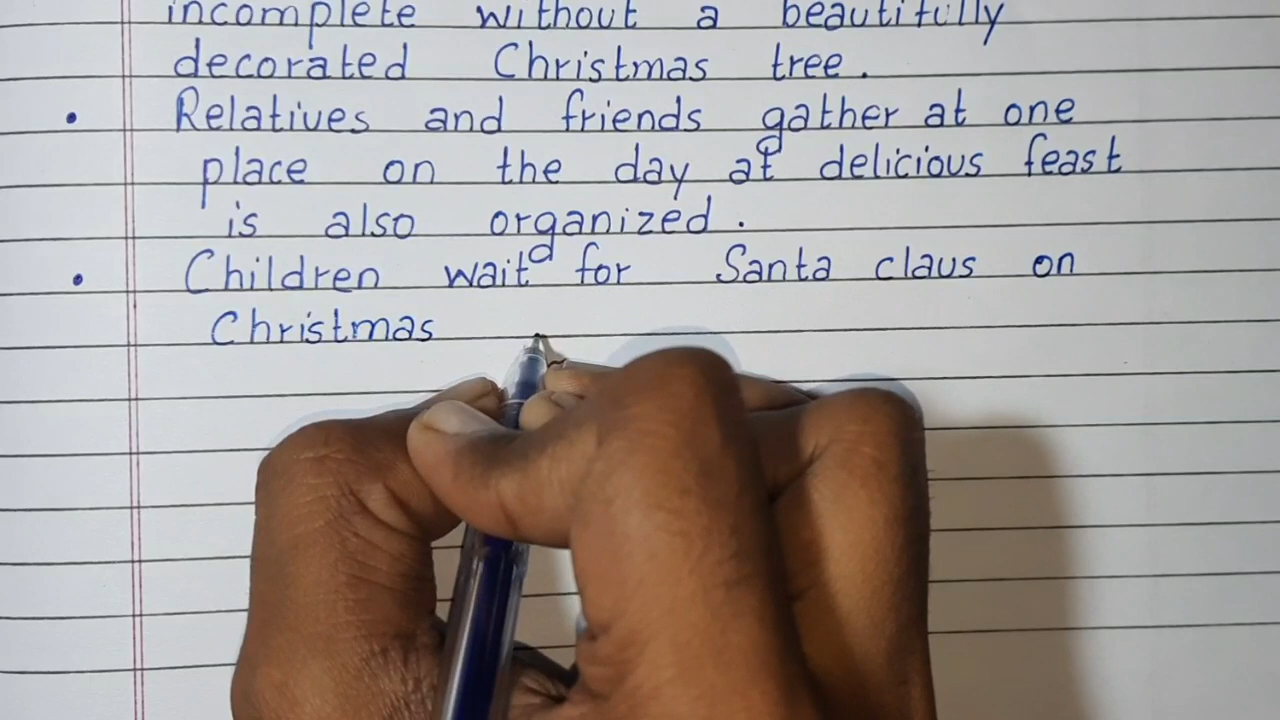 incomplete without a beautifully
decorated Christmas tree.
• Relatives and friends gather at one
place on the day at delicious feast
is also organized.
• Children wait for Santa claus on
Christmas